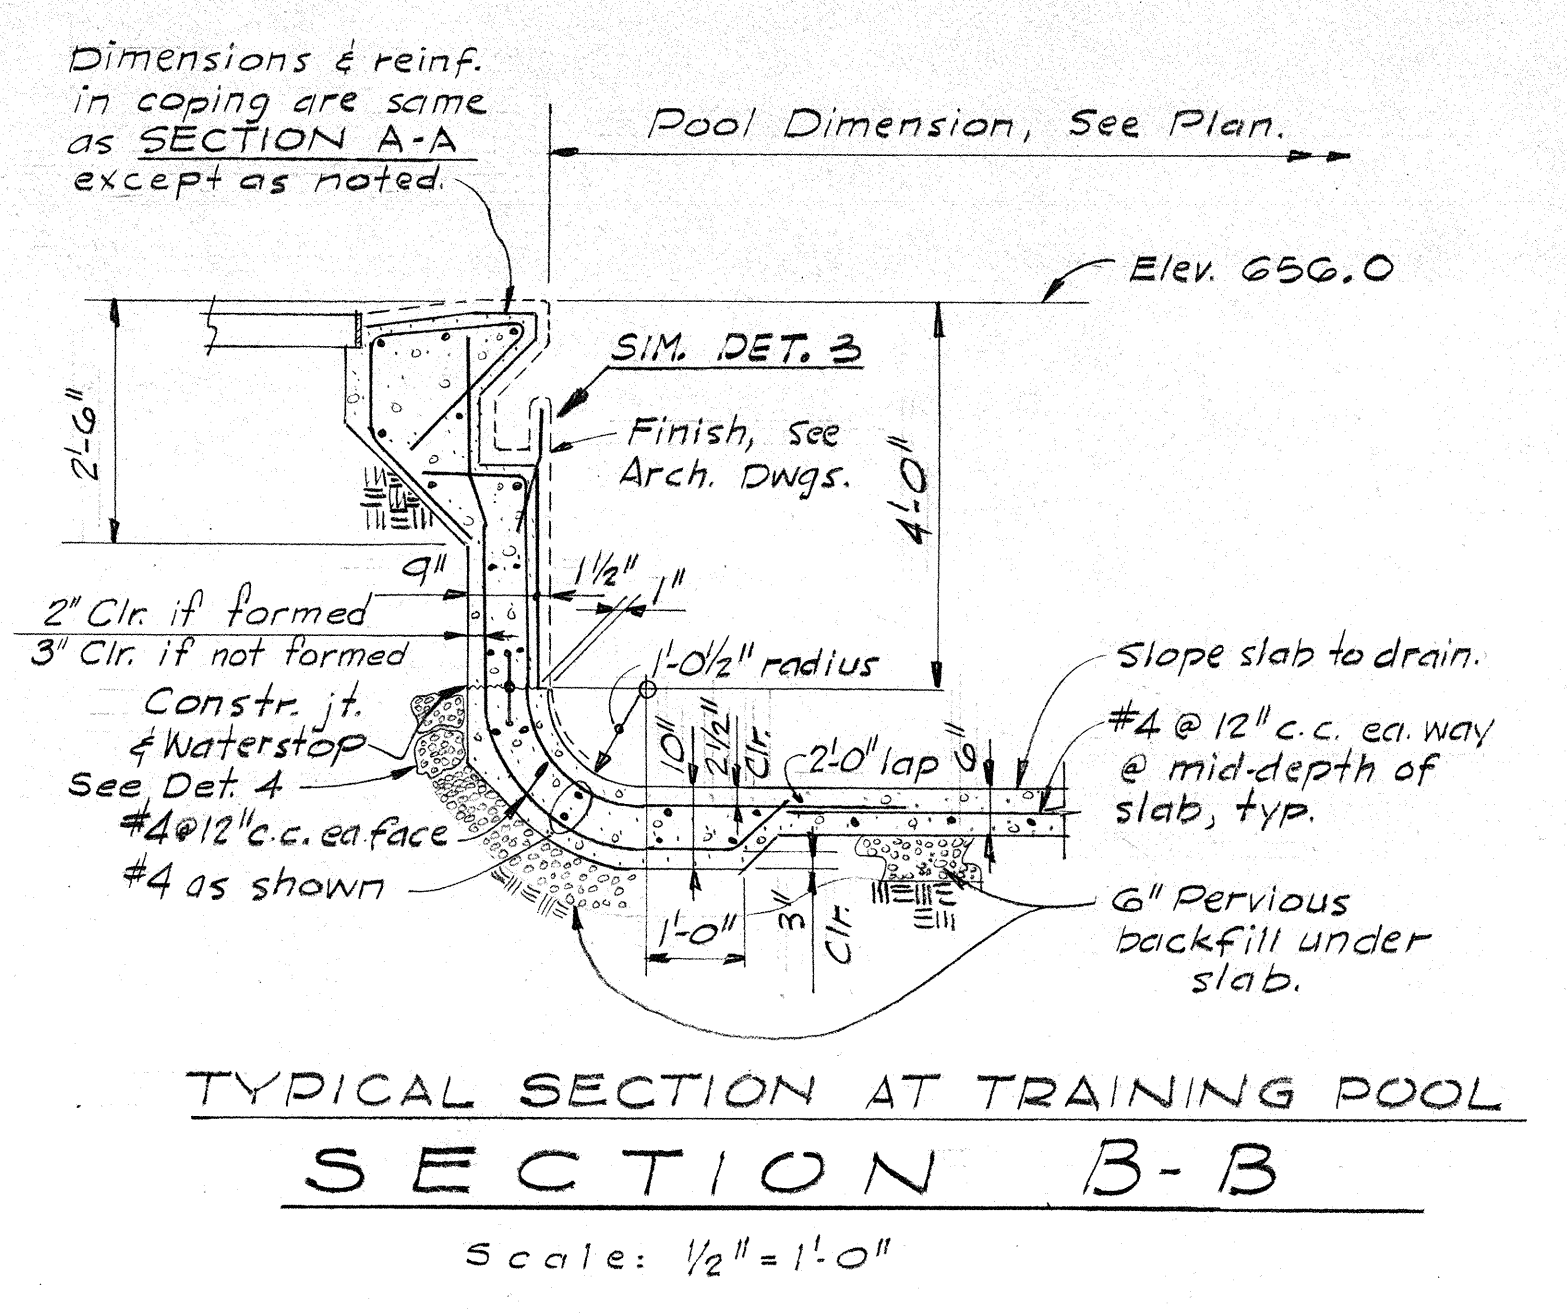 Dimensions & reinf.
in coping are same
as SECTION A-A
except as noted.
Pool Dimension, See Plan.
Elev. 656.0
SIM. DET. 3
Finish, see
Arch. Dwgs.
2'-6"
4'-0"
9"
1½"
1"
2" Clr. if formed
3" Clr. if not formed
1'-0½" radius
Constr. jt.
& Waterstop
See Det. 4
#4@12" c.c. ea. face
#4 as shown
10"
2½"
Clr.
2'-0" lap
6"
Slope slab to drain.
#4 @ 12" c.c. ea. way
@ mid-depth of
slab, typ.
1'-0"
3"
Clr.
6" Pervious
backfill under
slab.
TYPICAL SECTION AT TRAINING POOL
SECTION B-B
Scale: ½" = 1'-0"